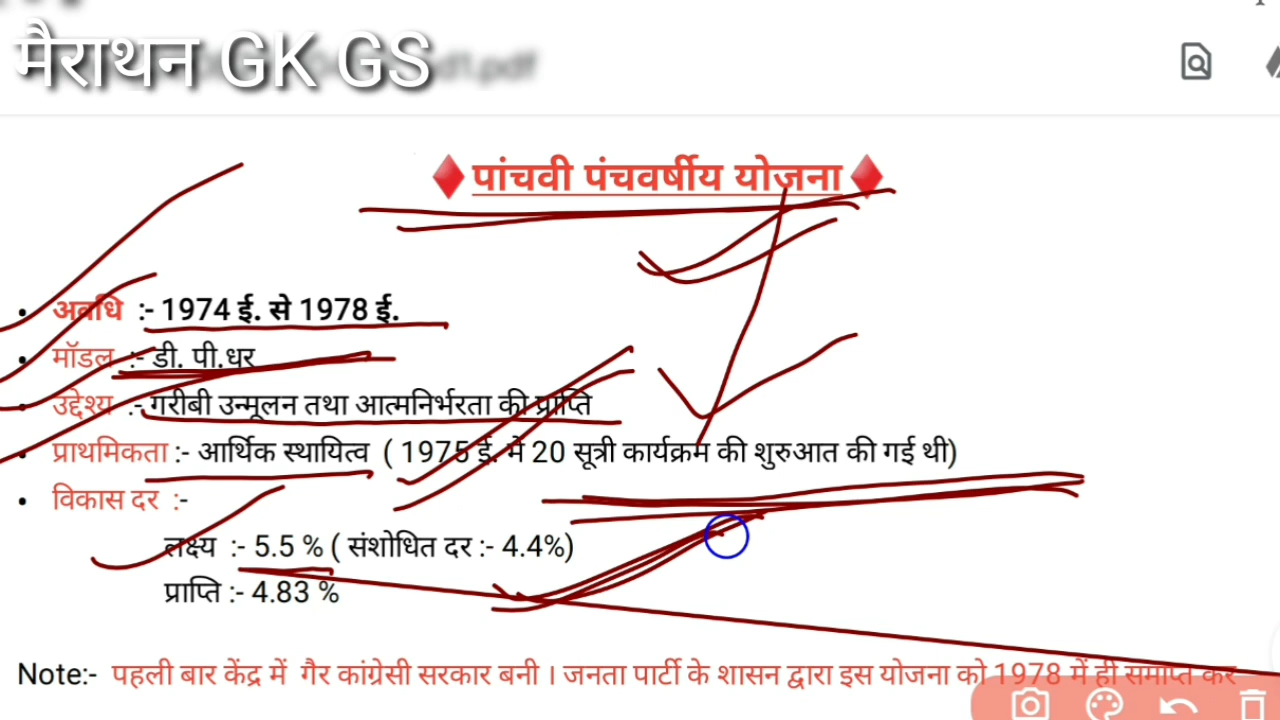 मैराथन GK GS
d1.pdf
पांचवी पंचवर्षीय योजना
• अवधि :- 1974 ई. से 1978 ई.
• मॉडल :- डी. पी.धर
• उद्देश्य :- गरीबी उन्मूलन तथा आत्मनिर्भरता की प्राप्ति
• प्राथमिकता :- आर्थिक स्थायित्व ( 1975 ई. मे 20 सूत्री कार्यक्रम की शुरुआत की गई थी)
• विकास दर :-
लक्ष्य :- 5.5 % ( संशोधित दर :- 4.4%)
प्राप्ति :- 4.83 %
Note:- पहली बार केंद्र में गैर कांग्रेसी सरकार बनी । जनता पार्टी के शासन द्वारा इस योजना को 1978 में ही समाप्त कर